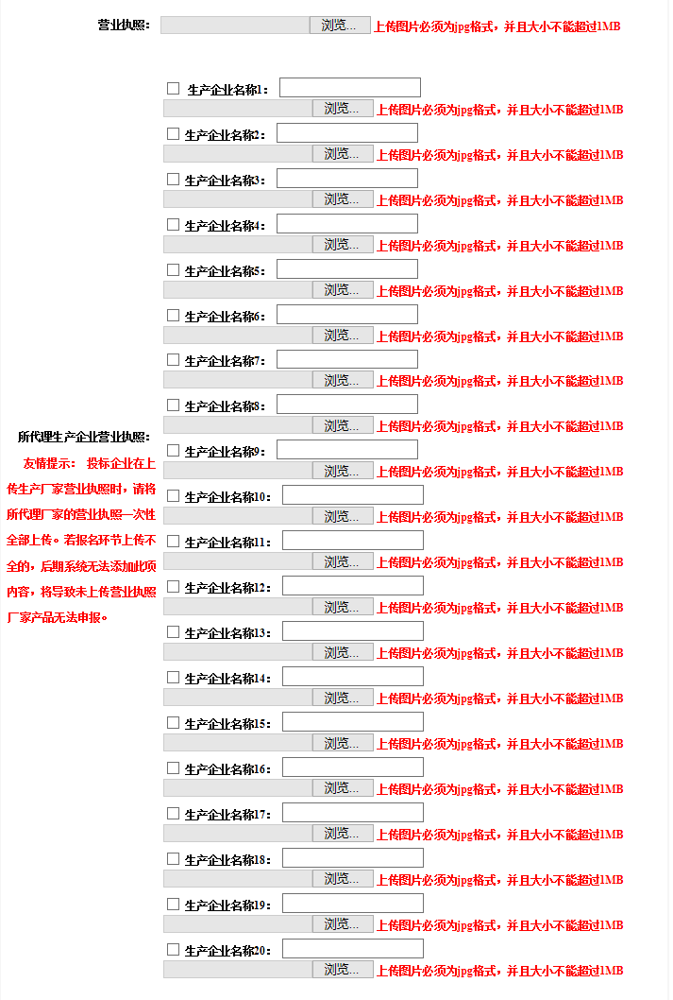 营业执照： 浏览... 上传图片必须为jpg格式，并且大小不能超过1MB
生产企业名称1：
浏览... 上传图片必须为jpg格式，并且大小不能超过1MB
生产企业名称2：
浏览... 上传图片必须为jpg格式，并且大小不能超过1MB
生产企业名称3：
浏览... 上传图片必须为jpg格式，并且大小不能超过1MB
生产企业名称4：
浏览... 上传图片必须为jpg格式，并且大小不能超过1MB
生产企业名称5：
浏览... 上传图片必须为jpg格式，并且大小不能超过1MB
生产企业名称6：
浏览... 上传图片必须为jpg格式，并且大小不能超过1MB
生产企业名称7：
浏览... 上传图片必须为jpg格式，并且大小不能超过1MB
生产企业名称8：
浏览... 上传图片必须为jpg格式，并且大小不能超过1MB
所代理生产企业营业执照：
友情提示： 投标企业在上
传生产厂家营业执照时，请将
所代理厂家的营业执照一次性
全部上传。若报名环节上传不
全的，后期系统无法添加此项
内容，将导致未上传营业执照
厂家产品无法申报。
生产企业名称9：
浏览... 上传图片必须为jpg格式，并且大小不能超过1MB
生产企业名称10：
浏览... 上传图片必须为jpg格式，并且大小不能超过1MB
生产企业名称11：
浏览... 上传图片必须为jpg格式，并且大小不能超过1MB
生产企业名称12：
浏览... 上传图片必须为jpg格式，并且大小不能超过1MB
生产企业名称13：
浏览... 上传图片必须为jpg格式，并且大小不能超过1MB
生产企业名称14：
浏览... 上传图片必须为jpg格式，并且大小不能超过1MB
生产企业名称15：
浏览... 上传图片必须为jpg格式，并且大小不能超过1MB
生产企业名称16：
浏览... 上传图片必须为jpg格式，并且大小不能超过1MB
生产企业名称17：
浏览... 上传图片必须为jpg格式，并且大小不能超过1MB
生产企业名称18：
浏览... 上传图片必须为jpg格式，并且大小不能超过1MB
生产企业名称19：
浏览... 上传图片必须为jpg格式，并且大小不能超过1MB
生产企业名称20：
浏览... 上传图片必须为jpg格式，并且大小不能超过1MB